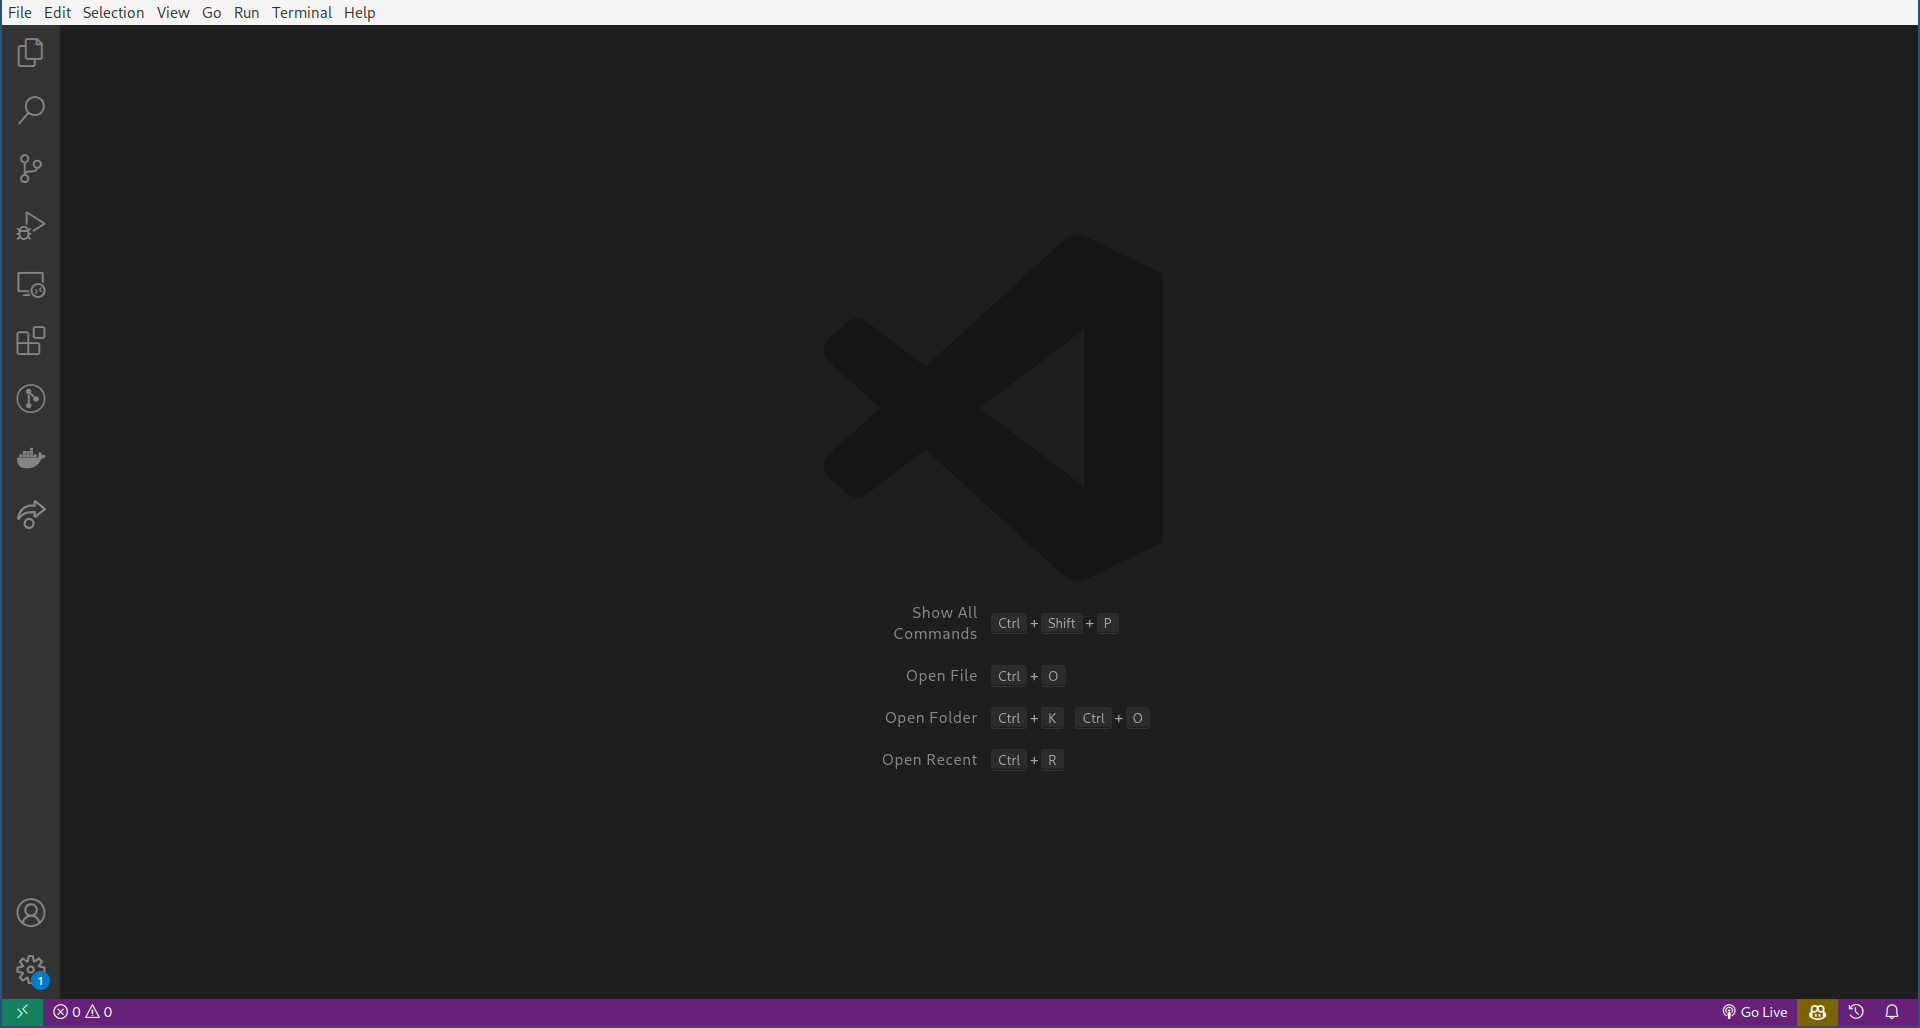 File Edit Selection View Go Run Terminal Help
Show All
Commands Ctrl + Shift + P
Open File Ctrl + O
Open Folder Ctrl + K Ctrl + O
Open Recent Ctrl + R
1
0 0 Go Live